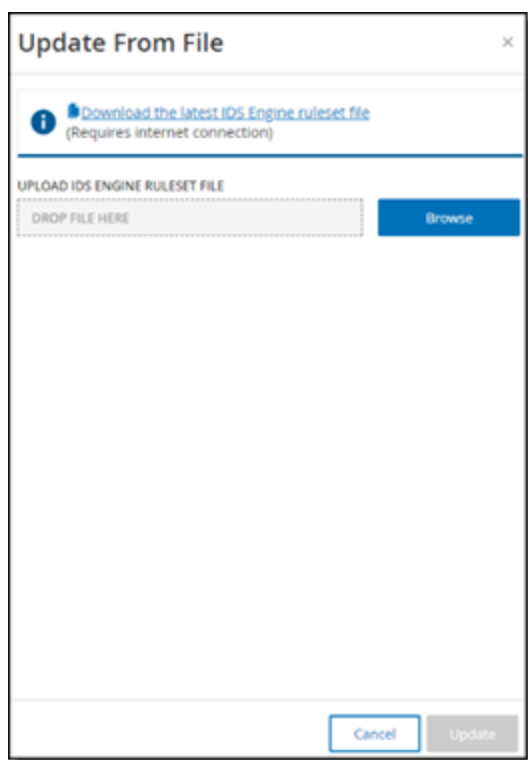 Update From File
Download the latest IDS Engine ruleset file
(Requires internet connection)
UPLOAD IDS ENGINE RULESET FILE
DROP FILE HERE
Browse
Cancel
Update